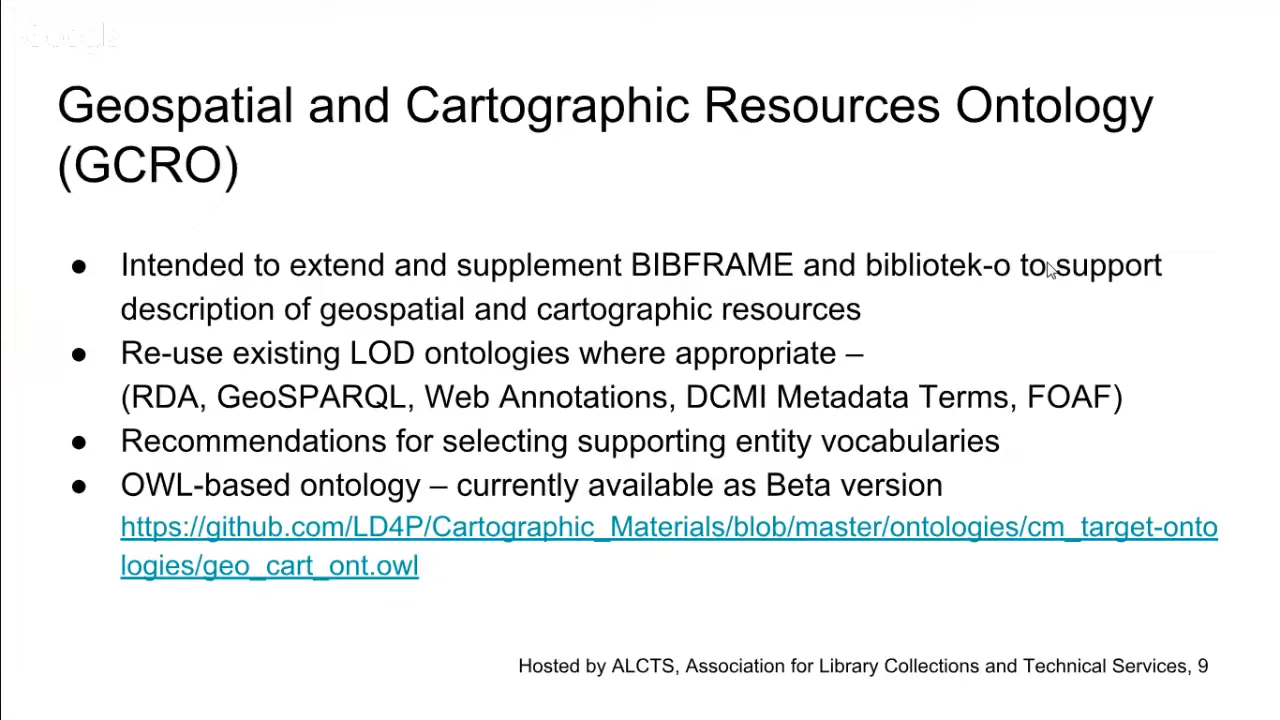 Google
Geospatial and Cartographic Resources Ontology
(GCRO)
● Intended to extend and supplement BIBFRAME and bibliotek-o to support
description of geospatial and cartographic resources
● Re-use existing LOD ontologies where appropriate –
(RDA, GeoSPARQL, Web Annotations, DCMI Metadata Terms, FOAF)
● Recommendations for selecting supporting entity vocabularies
● OWL-based ontology – currently available as Beta version
https://github.com/LD4P/Cartographic_Materials/blob/master/ontologies/cm_target-onto
logies/geo_cart_ont.owl
Hosted by ALCTS, Association for Library Collections and Technical Services, 9